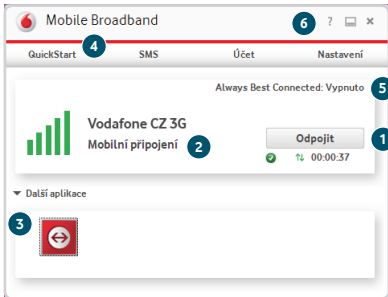 Mobile Broadband
6 ?
QuickStart SMS Účet Nastavení
4
Always Best Connected: Vypnuto 5
Vodafone CZ 3G
Mobilní připojení 2
Odpojit 1
00:00:37
Další aplikace
3